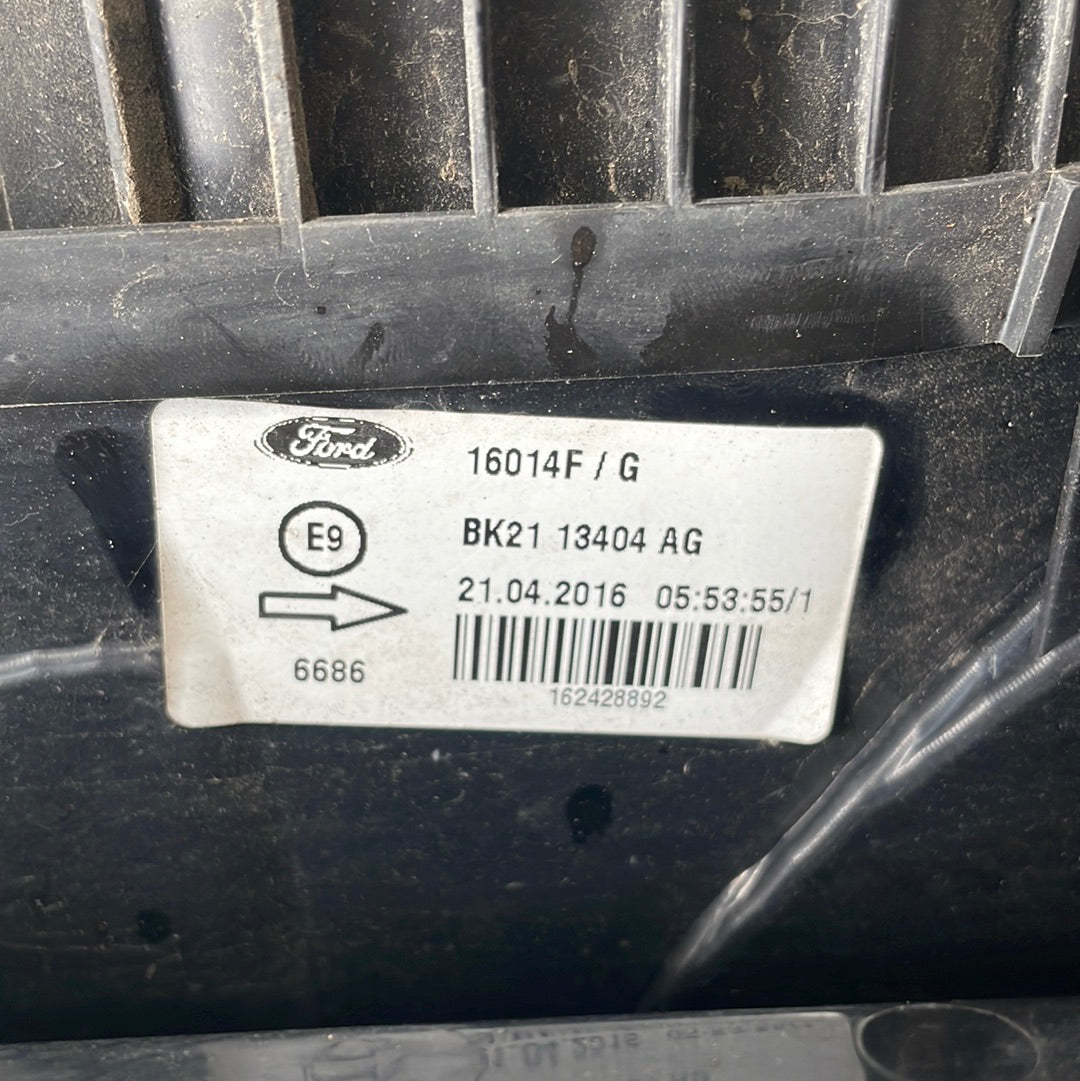 Ford
16014F / G
E9
BK21 13404 AG
21.04.2016 05:53:55/1
6686
162428892